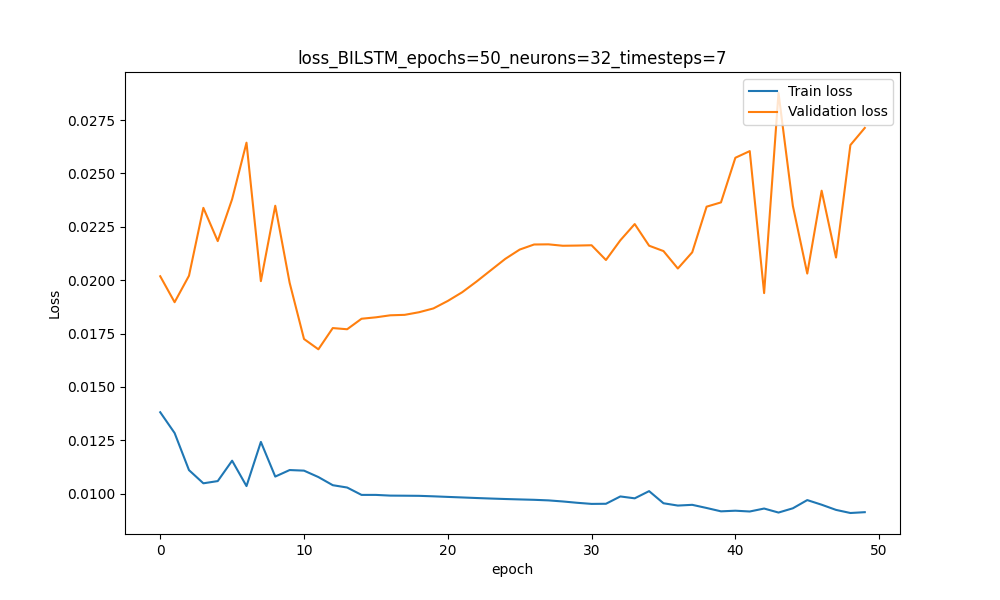 loss_BILSTM_epochs=50_neurons=32_timesteps=7
Train loss
Validation loss
0.0275
0.0250
0.0225
0.0200
0.0175
0.0150
0.0125
0.0100
Loss
0
10
20
30
40
50
epoch